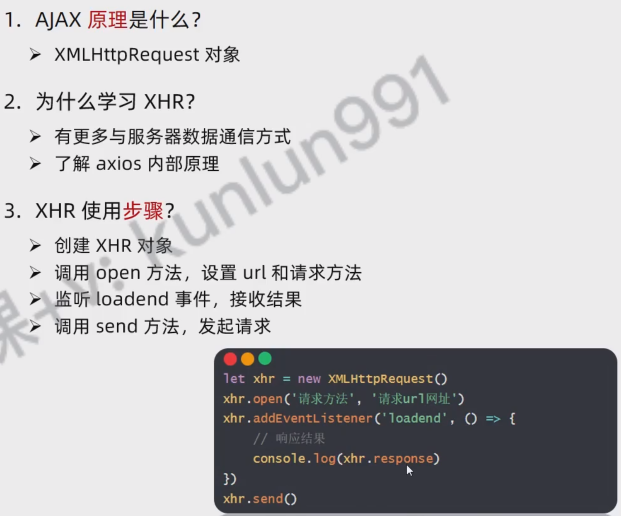 1. AJAX 原理是什么？
➢ XMLHttpRequest 对象
2. 为什么学习 XHR？
➢ 有更多与服务器数据通信方式
➢ 了解 axios 内部原理
3. XHR 使用步骤？
➢ 创建 XHR 对象
➢ 调用 open 方法，设置 url 和请求方法
➢ 监听 loadend 事件，接收结果
➢ 调用 send 方法，发起请求
let xhr = new XMLHttpRequest()
xhr.open('请求方法', '请求url网址')
xhr.addEventListener('loadend', () => {
// 响应结果
console.log(xhr.response)
})
xhr.send()
课+v: kunlun991